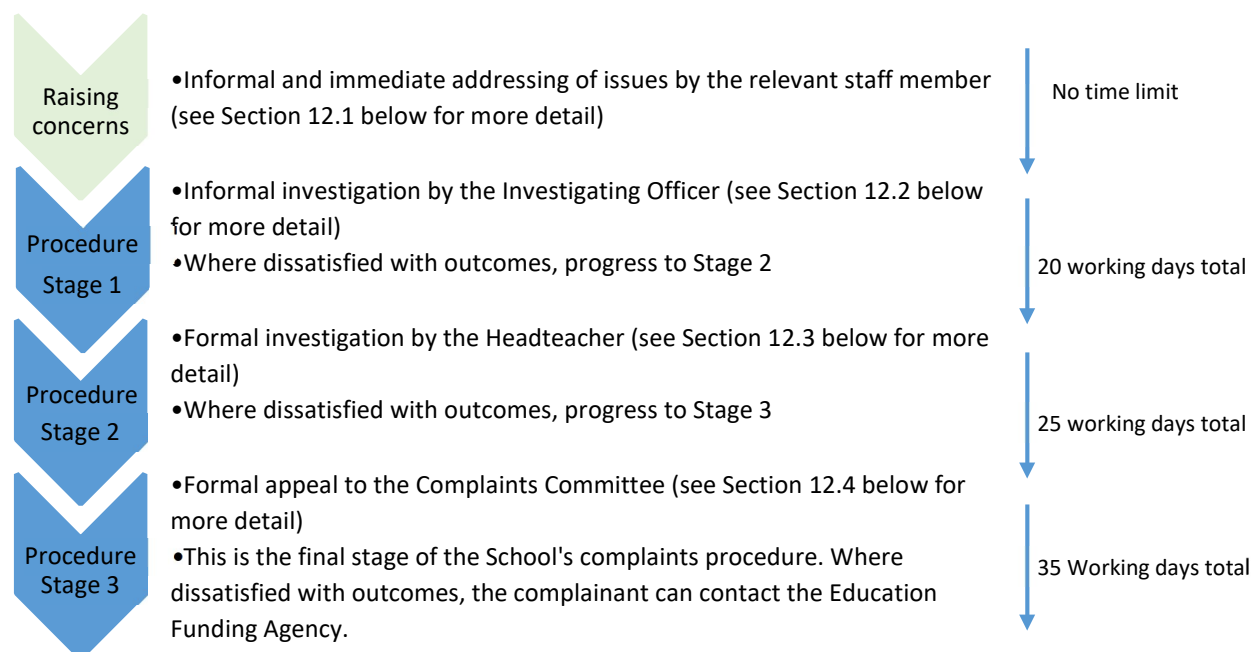 Raising
concerns
•Informal and immediate addressing of issues by the relevant staff member
(see Section 12.1 below for more detail)
No time limit
Procedure
Stage 1
•Informal investigation by the Investigating Officer (see Section 12.2 below
for more detail)
•Where dissatisfied with outcomes, progress to Stage 2
20 working days total
Procedure
Stage 2
•Formal investigation by the Headteacher (see Section 12.3 below for more
detail)
•Where dissatisfied with outcomes, progress to Stage 3
25 working days total
Procedure
Stage 3
•Formal appeal to the Complaints Committee (see Section 12.4 below for
more detail)
•This is the final stage of the School's complaints procedure. Where
dissatisfied with outcomes, the complainant can contact the Education
Funding Agency.
35 Working days total